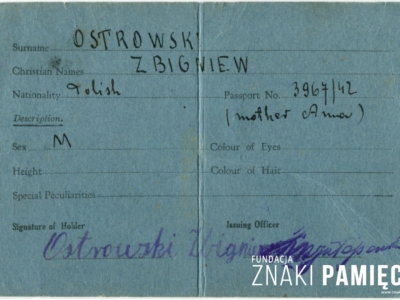 Surname OSTROWSKI
Christian Names ZBIGNIEW
Nationality Polish Passport No. 3967/42
Description. (mother Anna)
Sex M Colour of Eyes
Height Colour of Hair
Special Peculiarities
Signature of Holder Issuing Officer
Ostrowski Zbigniew
FUNDACJA
ZNAKI PAMIĘCI